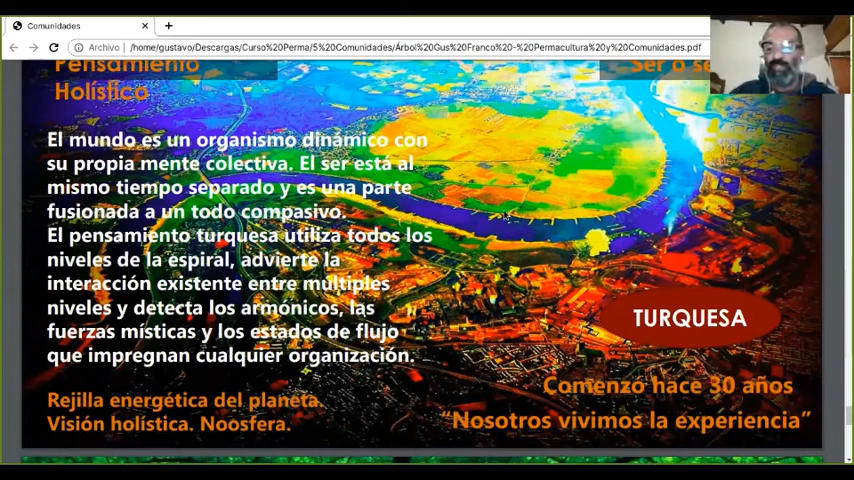 Comunidades
Archivo /home/gustavo/Descargas/Curso%20Perma/5%20Comunidades/Árbol%20Gus%20Franco%20-%20Permacultura%20y%20Comunidades.pdf
Pensamiento
Holístico
Ser o
El mundo es un organismo dinámico con
su propia mente colectiva. El ser está al
mismo tiempo separado y es una parte
fusionada a un todo compasivo.
El pensamiento turquesa utiliza todos los
niveles de la espiral, advierte la
interacción existente entre múltiples
niveles y detecta los armónicos, las
fuerzas místicas y los estados de flujo
que impregnan cualquier organización.
TURQUESA
Comenzó hace 30 años
"Nosotros vivimos la experiencia"
Rejilla energética del planeta.
Visión holística. Noosfera.